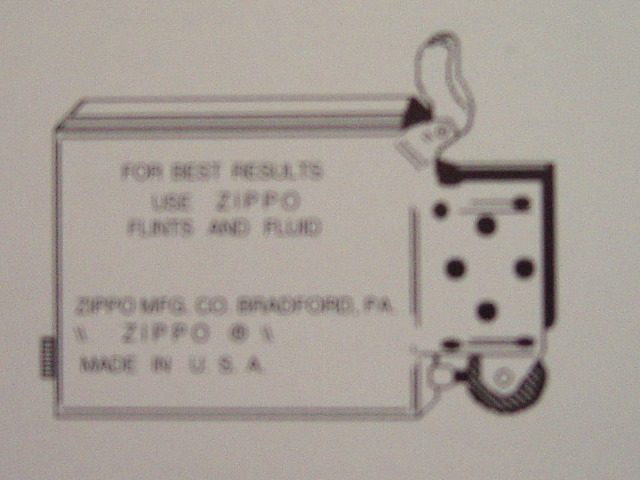 FOR BEST RESULTS
USE ZIPPO
FLINTS AND FLUID
ZIPPO MFG. CO. BRADFORD, PA.
\ ZIPPO ® \
MADE IN U. S. A.